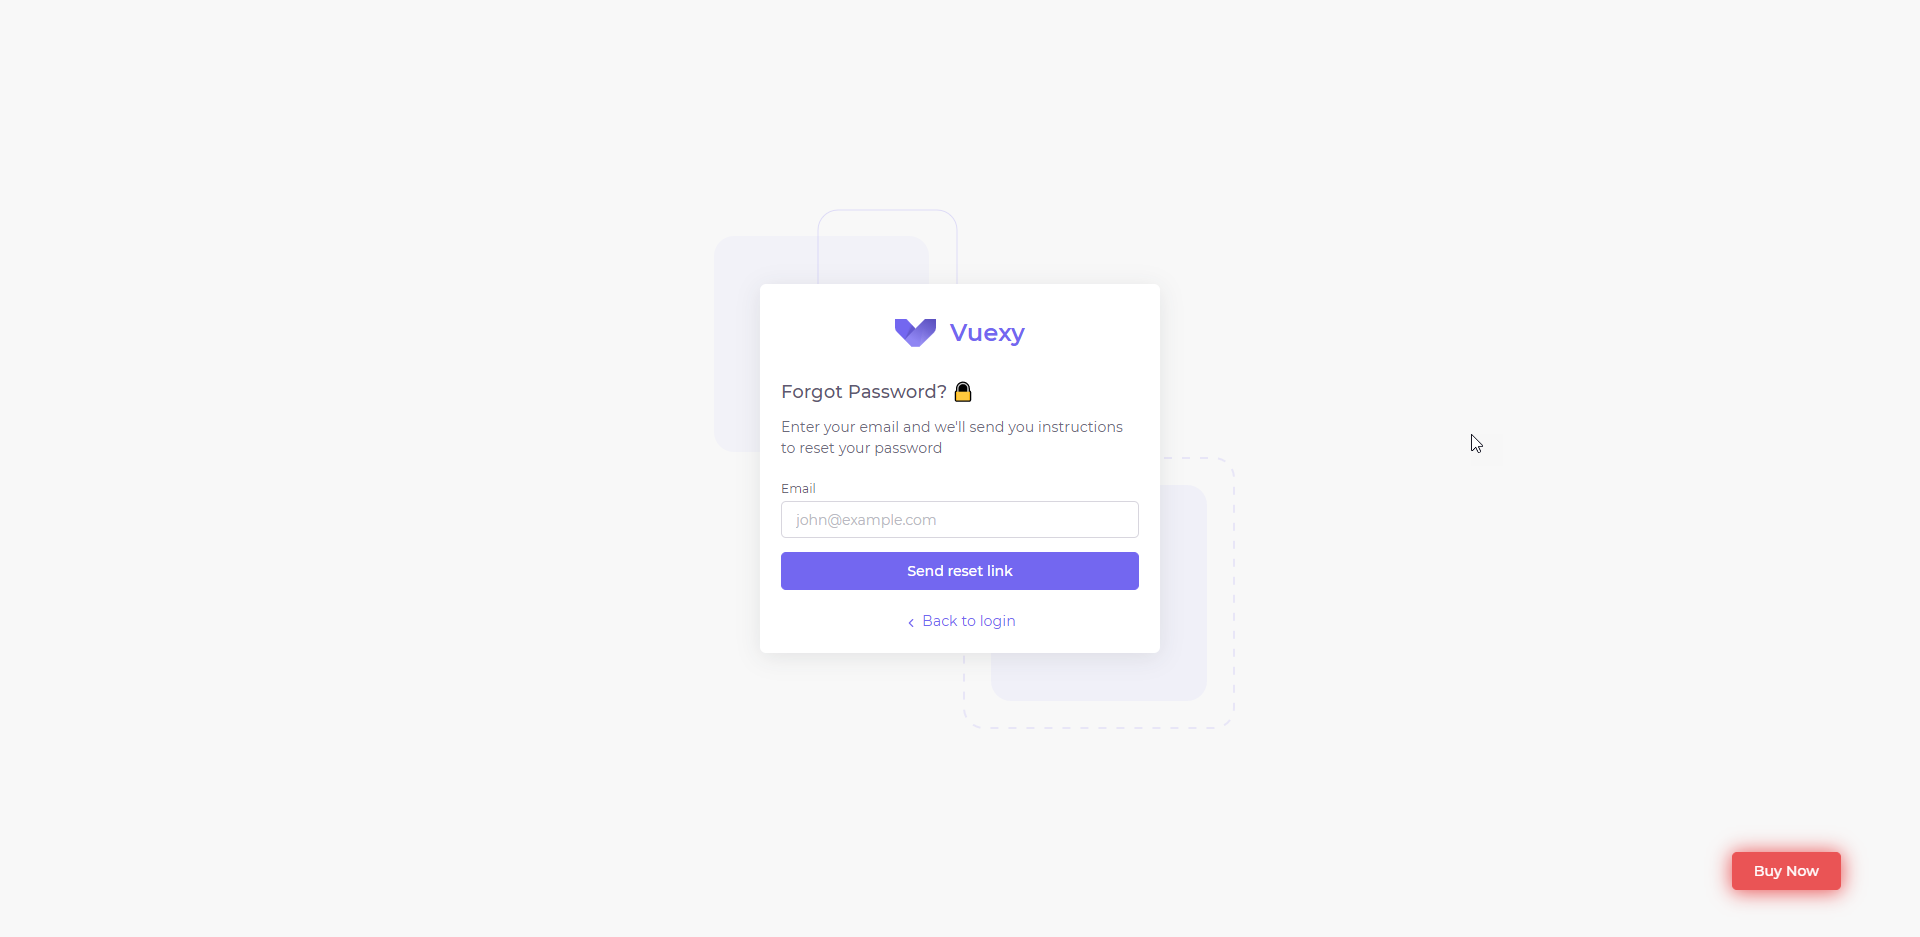 Vuexy
Forgot Password? 🔒
Enter your email and we'll send you instructions
to reset your password
Email
john@example.com
Send reset link
Back to login
Buy Now